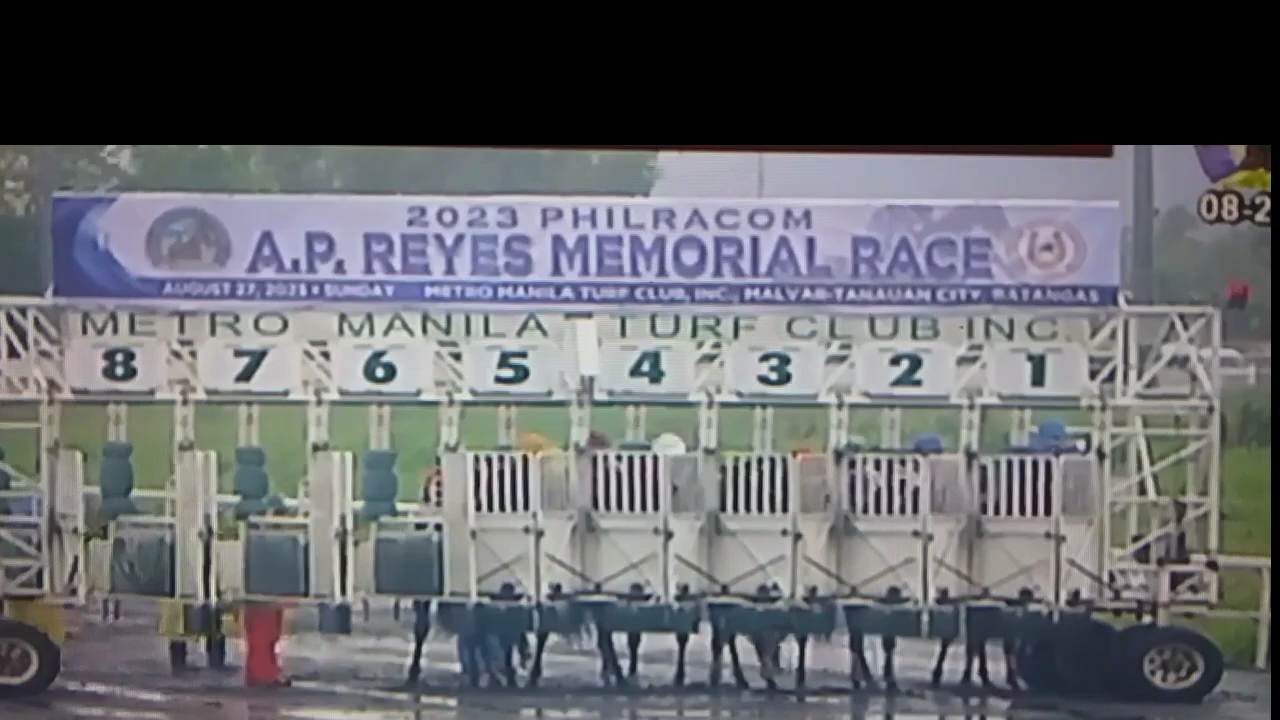 2023 PHILRACOM
A.P. REYES MEMORIAL RACE
AUGUST 27, 2023 • SUNDAY METRO MANILA TURF CLUB, INC., MALVAR-TANAUAN CITY, BATANGAS
METRO MANILA TURF CLUB INC.
8 7 6 5 4 3 2 1
08-2